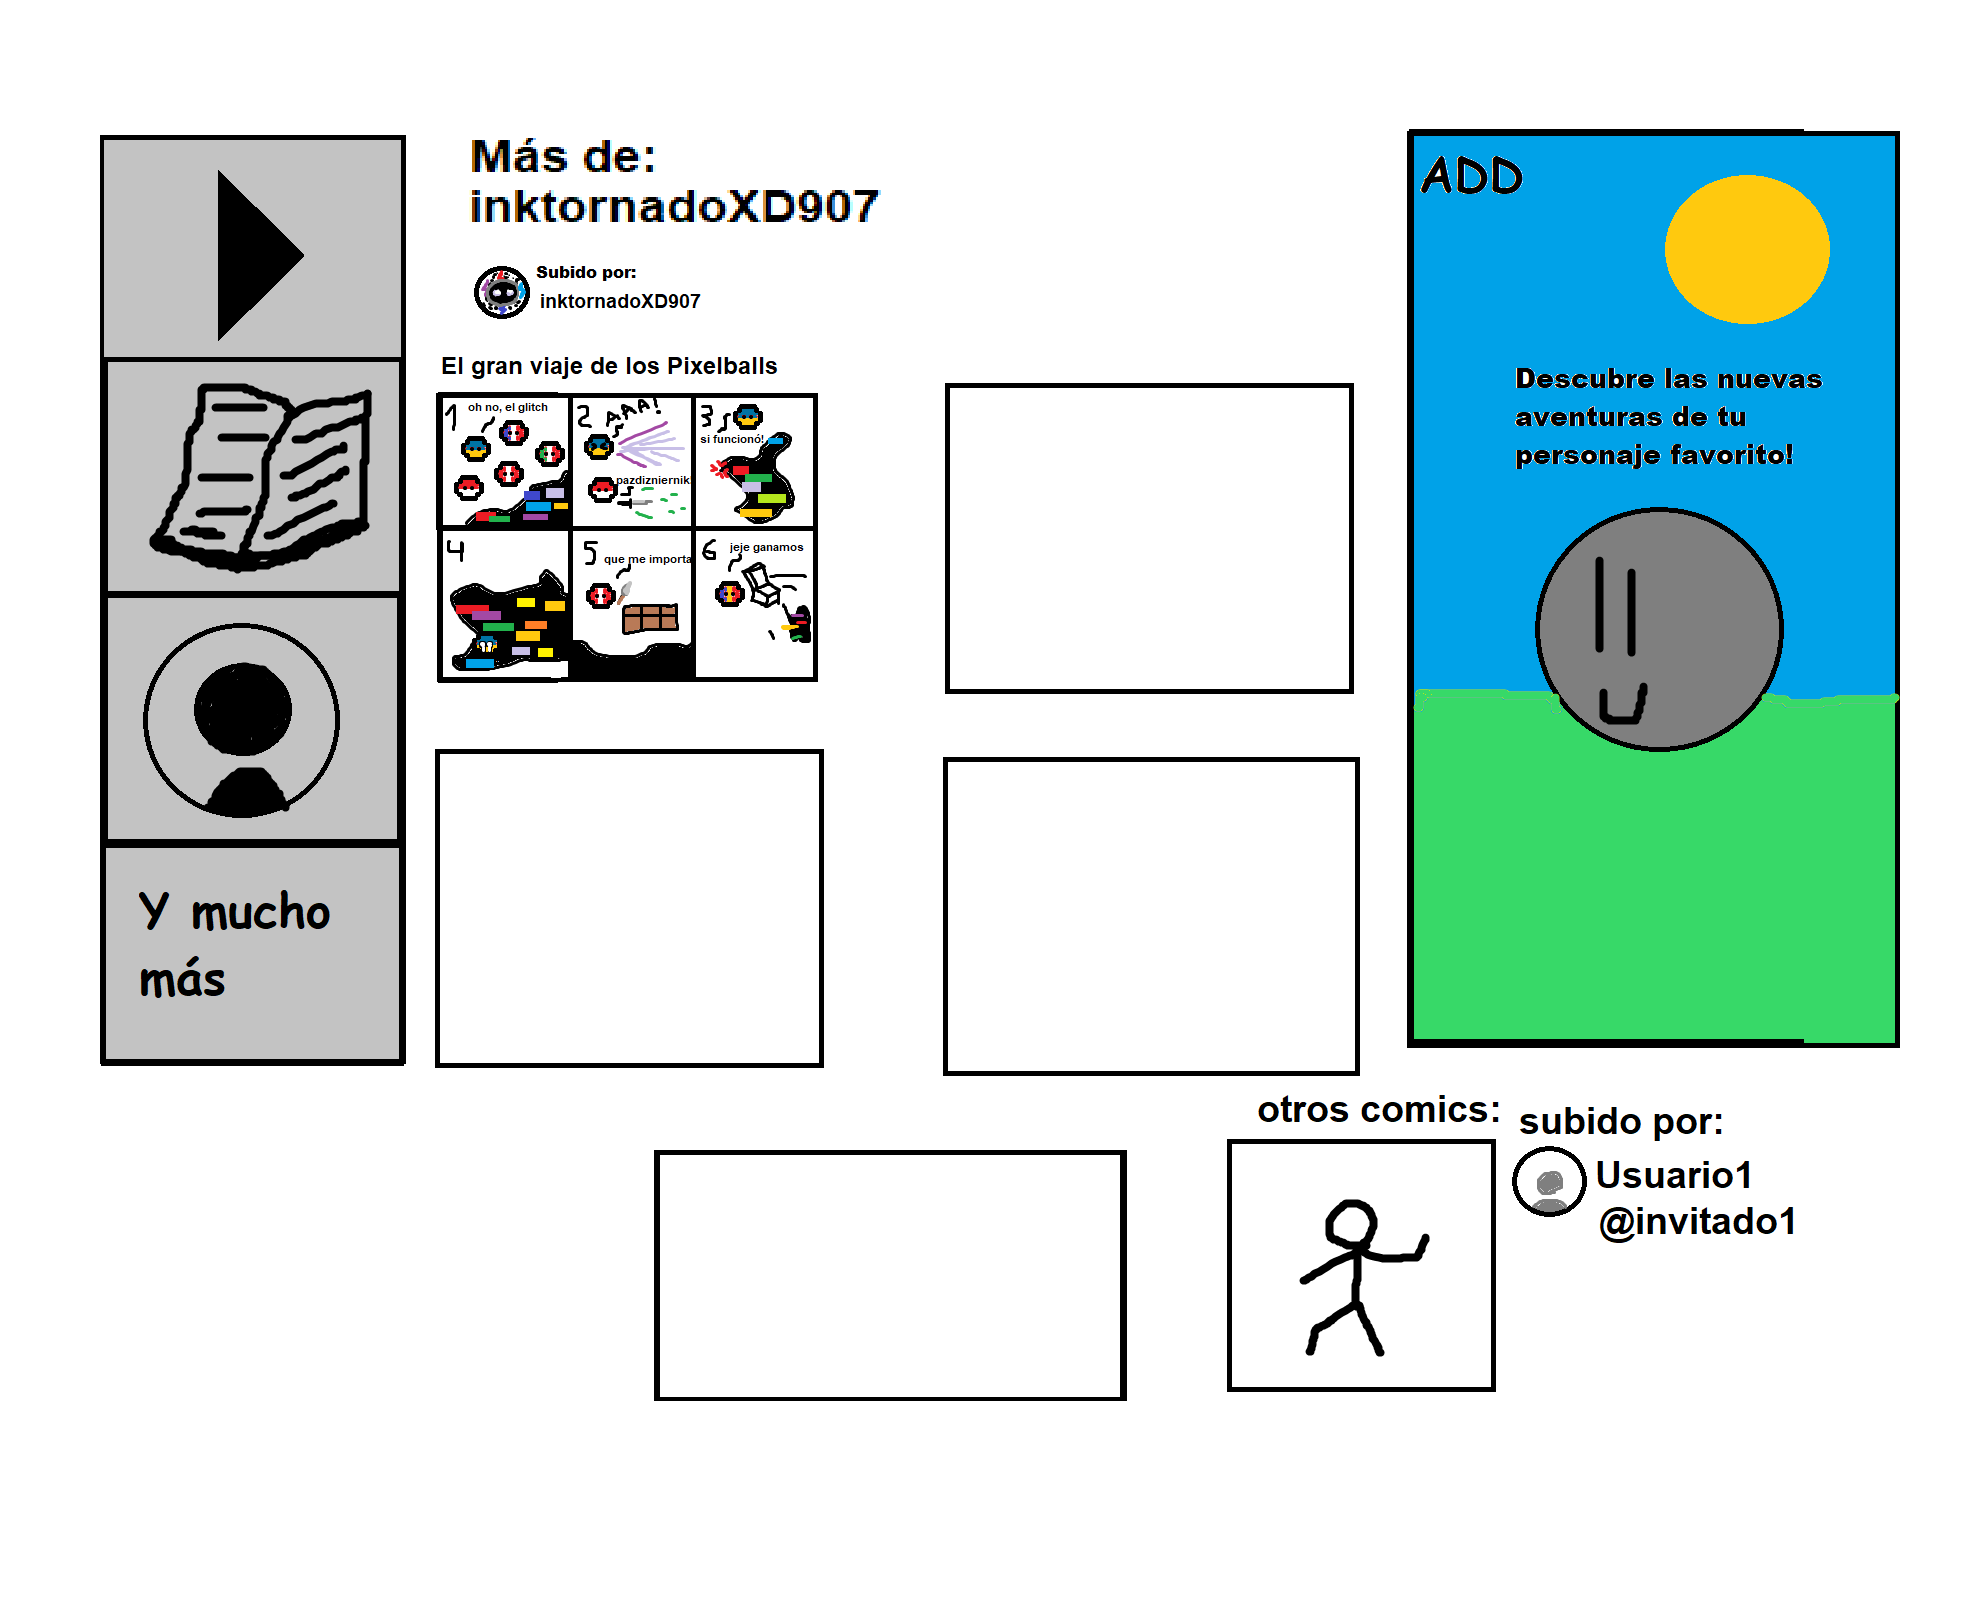 Más de:
inktornadoXD907
Subido por:
inktornadoXD907
El gran viaje de los Pixelballs
1 oh no, el glitch
2 AAAA!
pazdziernik
3
si funcionó!
4
5
que me importa
6 jeje ganamos
ADD
Descubre las nuevas
aventuras de tu
personaje favorito!
Y mucho
más
otros comics:
subido por:
Usuario1
@invitado1